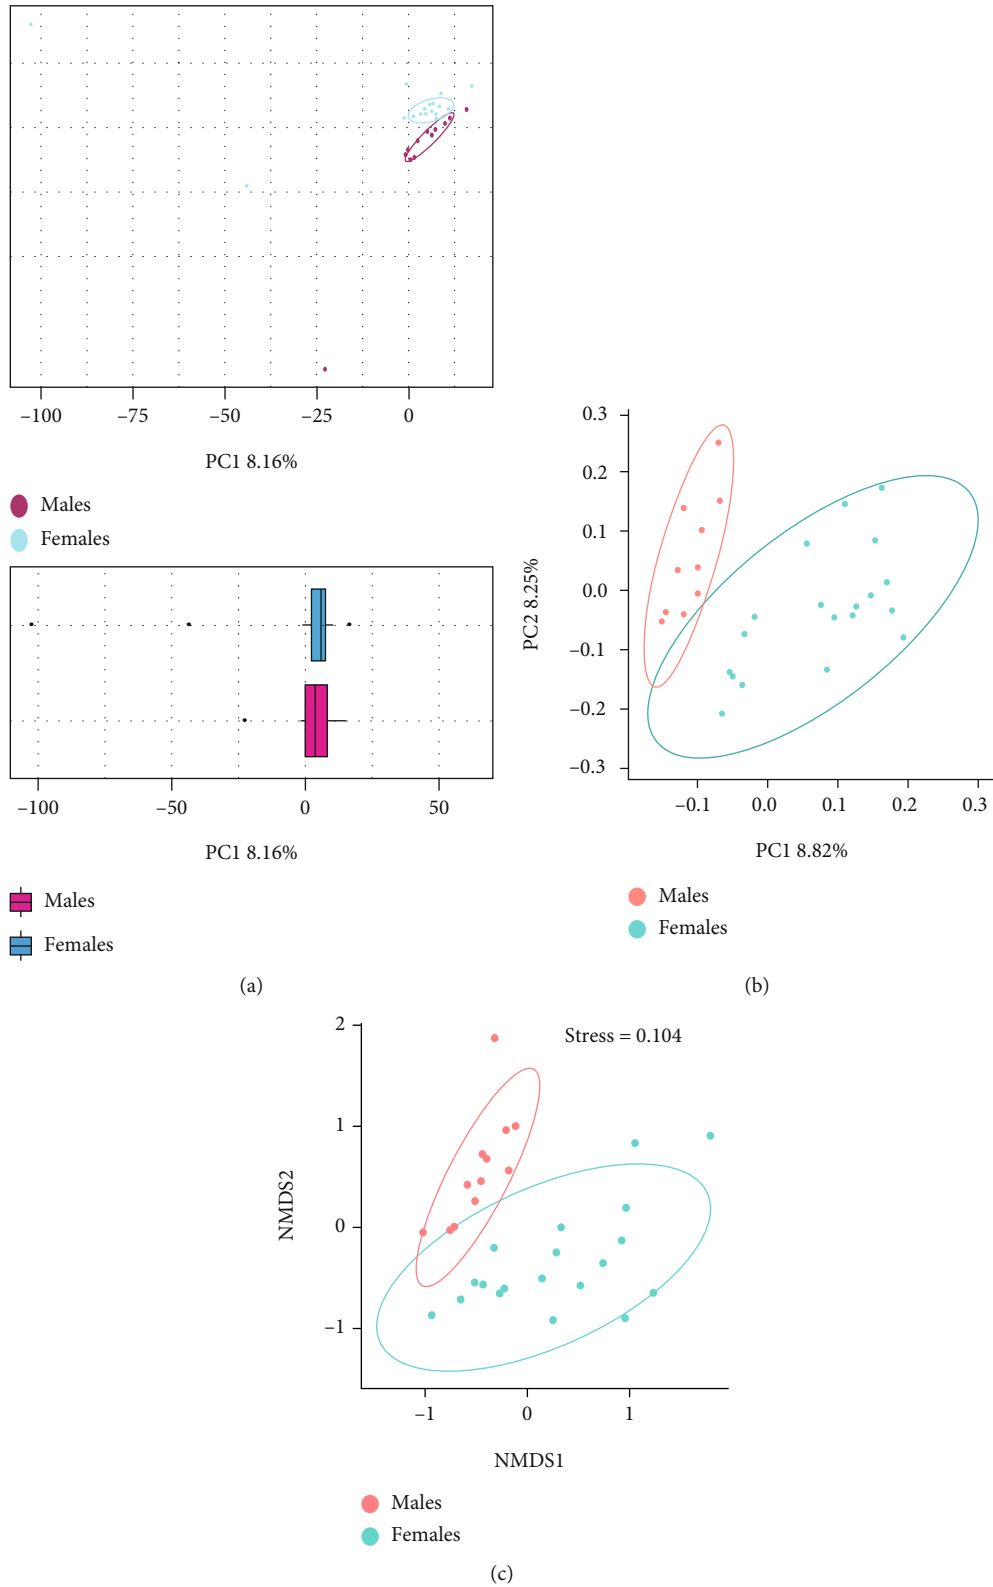 −100 −75 −50 −25 0
PC1 8.16%
Males
Females
−100 −50 0 50
PC1 8.16%
Males
Females
(a)
0.3
0.2
0.1
0.0
−0.1
−0.2
−0.3
PC2 8.25%
−0.1 0.0 0.1 0.2 0.3
PC1 8.82%
Males
Females
(b)
Stress = 0.104
2
1
0
−1
NMDS2
−1 0 1
NMDS1
Males
Females
(c)